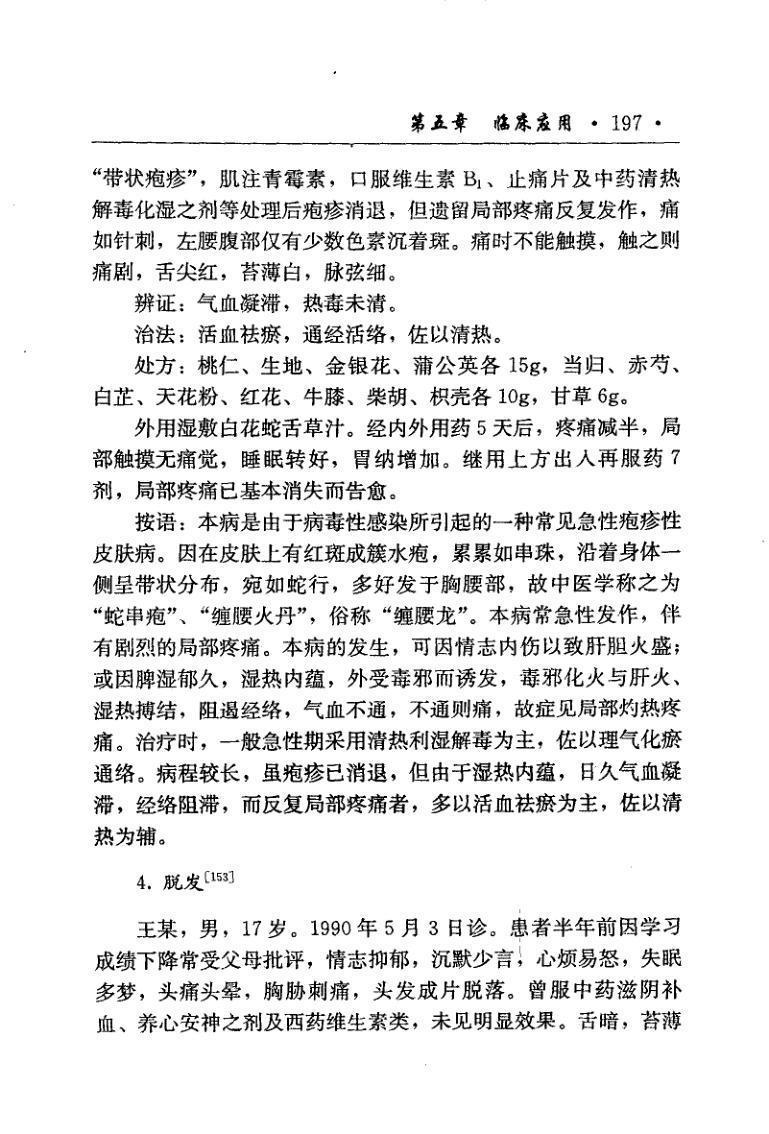 第五章 临床应用 · 197 ·
“带状疱疹”，肌注青霉素，口服维生素 B₁、止痛片及中药清热
解毒化湿之剂等处理后疱疹消退，但遗留局部疼痛反复发作，痛
如针刺，左腰腹部仅有少数色素沉着斑。痛时不能触摸，触之则
痛剧，舌尖红，苔薄白，脉弦细。
辨证：气血凝滞，热毒未清。
治法：活血祛瘀，通经活络，佐以清热。
处方：桃仁、生地、金银花、蒲公英各 15g，当归、赤芍、
白芷、天花粉、红花、牛膝、柴胡、枳壳各 10g，甘草 6g。
外用湿敷白花蛇舌草汁。经内外用药 5 天后，疼痛减半，局
部触摸无痛觉，睡眠转好，胃纳增加。继用上方出入再服药 7
剂，局部疼痛已基本消失而告愈。
按语：本病是由于病毒性感染所引起的一种常见急性疱疹性
皮肤病。因在皮肤上有红斑成簇水疱，累累如串珠，沿着身体一
侧呈带状分布，宛如蛇行，多好发于胸腰部，故中医学称之为
“蛇串疱”、“缠腰火丹”，俗称 “缠腰龙”。本病常急性发作，伴
有剧烈的局部疼痛。本病的发生，可因情志内伤以致肝胆火盛；
或因脾湿郁久，湿热内蕴，外受毒邪而诱发，毒邪化火与肝火、
湿热搏结，阻遏经络，气血不通，不通则痛，故症见局部灼热疼
痛。治疗时，一般急性期采用清热利湿解毒为主，佐以理气化瘀
通络。病程较长，虽疱疹已消退，但由于湿热内蕴，日久气血凝
滞，经络阻滞，而反复局部疼痛者，多以活血祛瘀为主，佐以清
热为辅。
4. 脱发[153]
王某，男，17 岁。1990 年 5 月 3 日诊。患者半年前因学习
成绩下降常受父母批评，情志抑郁，沉默少言，心烦易怒，失眠
多梦，头痛头晕，胸胁刺痛，头发成片脱落。曾服中药滋阴补
血、养心安神之剂及西药维生素类，未见明显效果。舌暗，苔薄